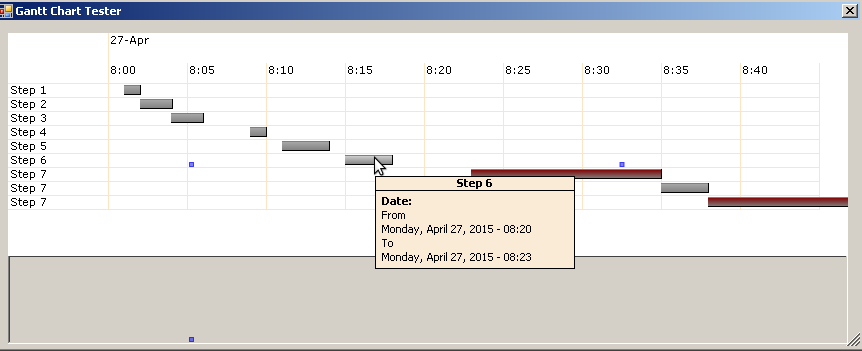 Gantt Chart Tester
27-Apr
8:00 8:05 8:10 8:15 8:20 8:25 8:30 8:35 8:40
Step 1
Step 2
Step 3
Step 4
Step 5
Step 6
Step 7
Step 7
Step 7
Step 6
Date:
From
Monday, April 27, 2015 - 08:20
To
Monday, April 27, 2015 - 08:23